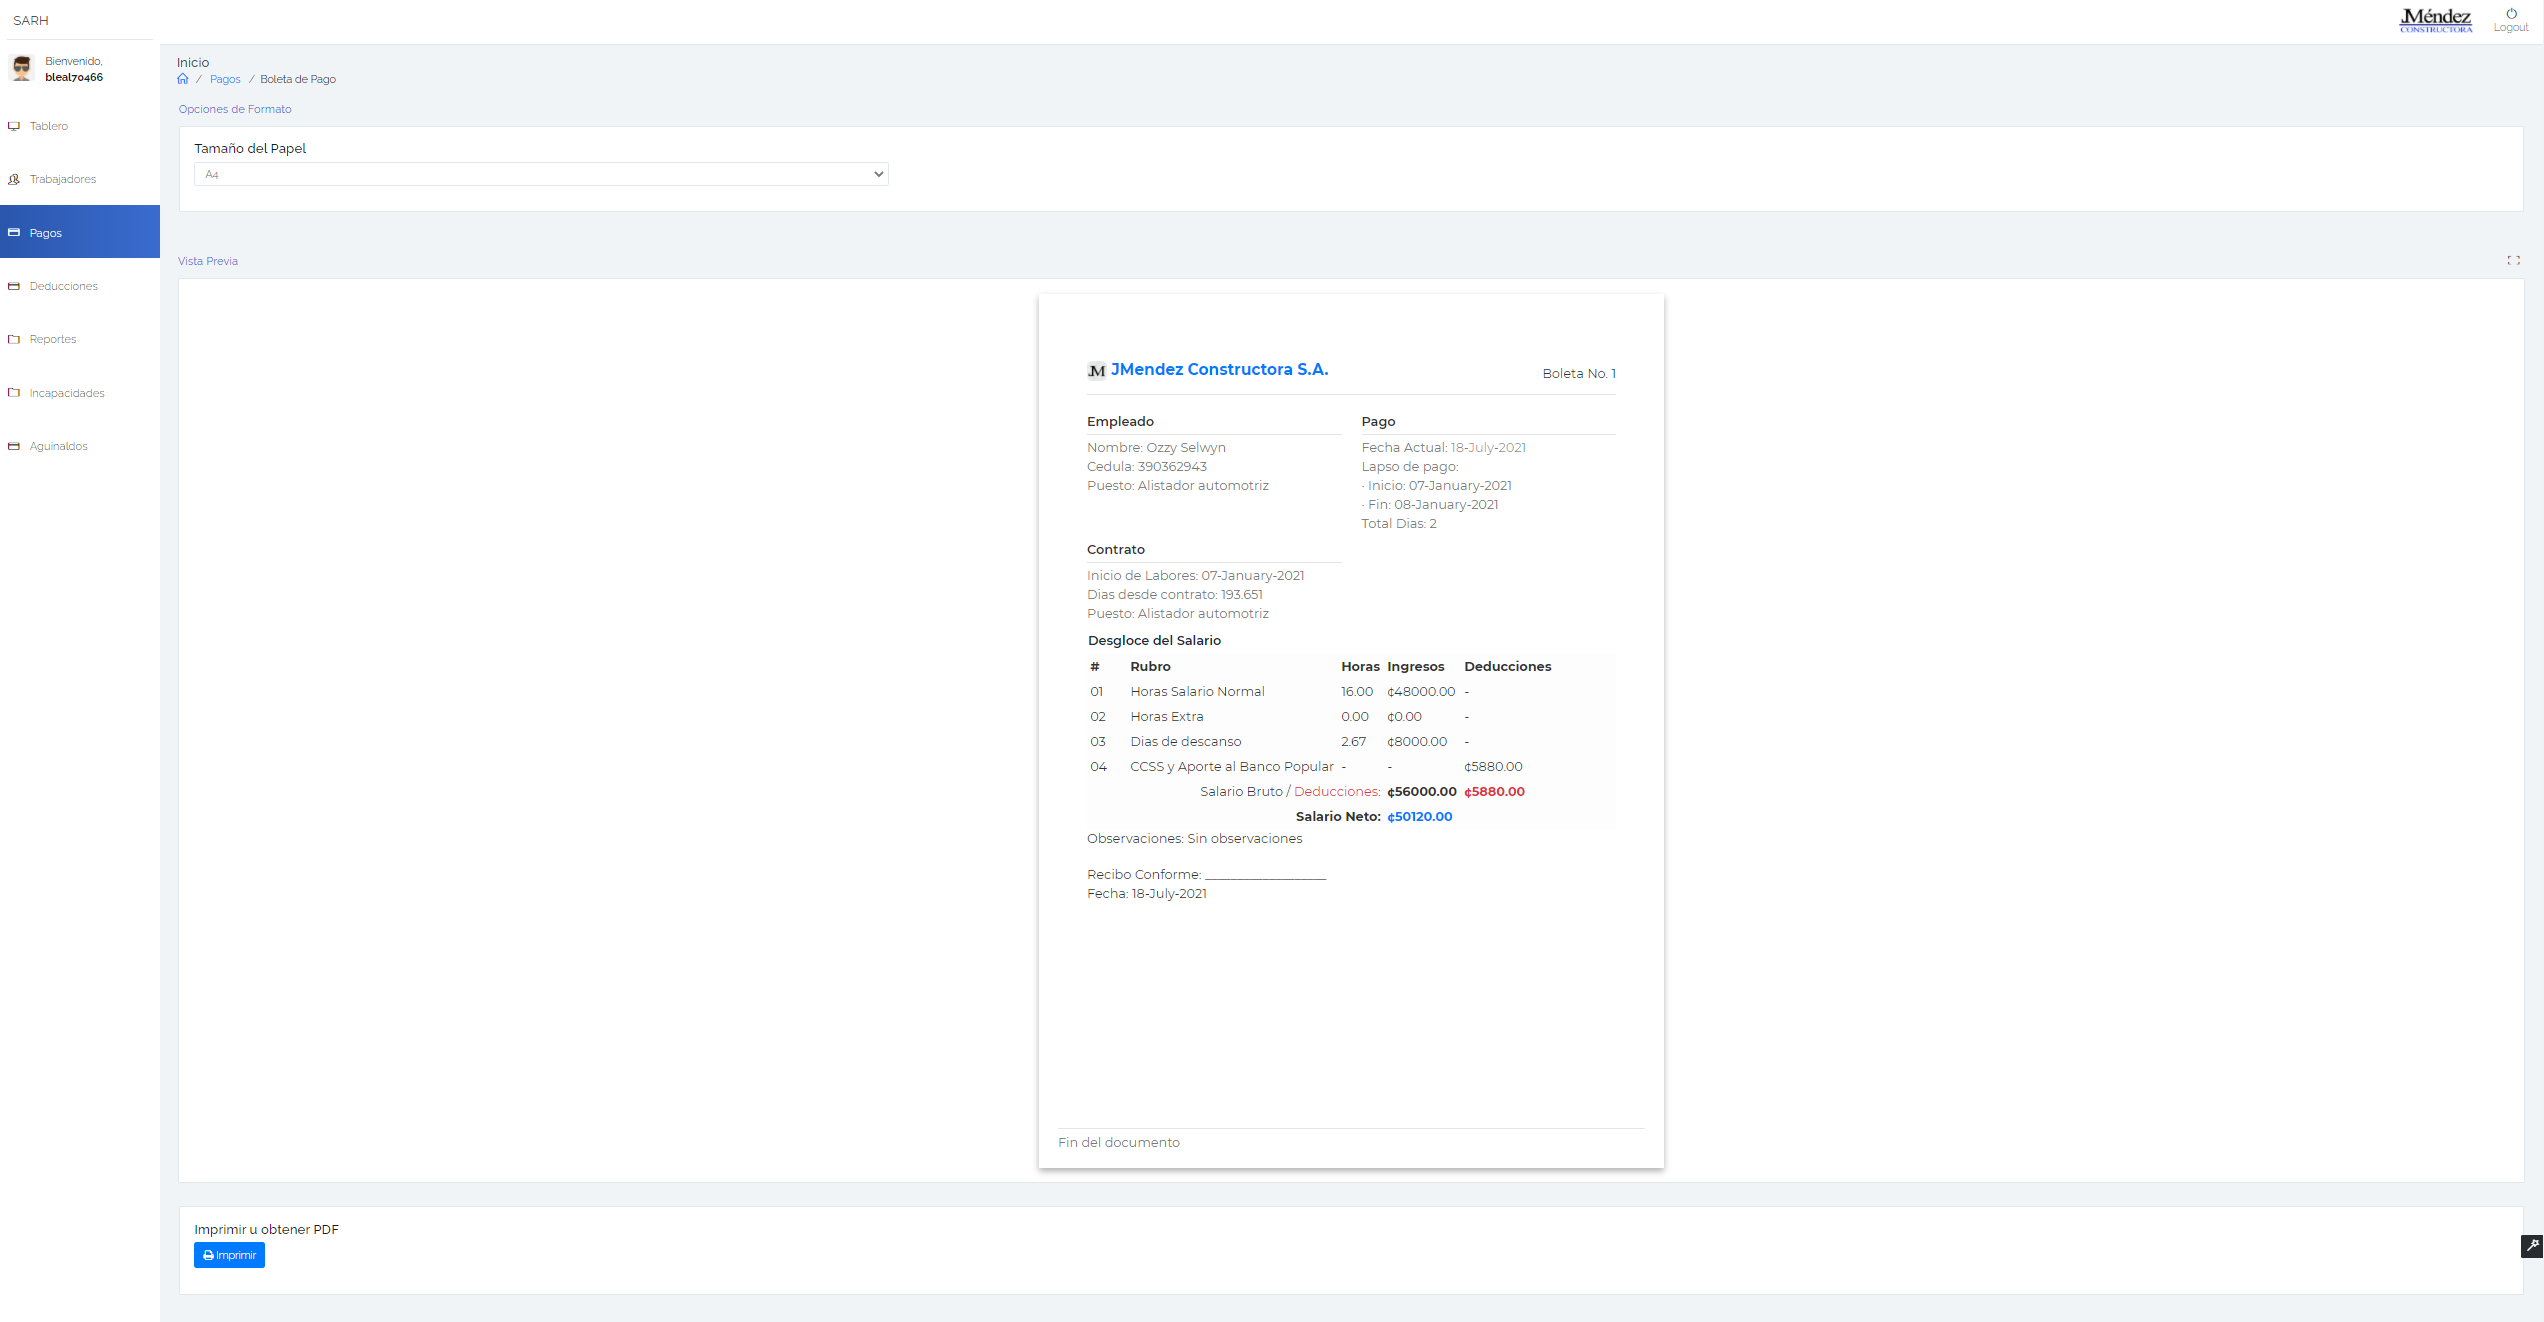 SARH
JMéndez
CONSTRUCTORA
Logout
Bienvenido,
bleal70466
Tablero
Trabajadores
Pagos
Deducciones
Reportes
Incapacidades
Aguinaldos
Inicio
/ Pagos / Boleta de Pago
Opciones de Formato
Tamaño del Papel
A4
Vista Previa
JM JMendez Constructora S.A.
Boleta No. 1
Empleado
Nombre: Ozzy Selwyn
Cedula: 390362943
Puesto: Alistador automotriz
Pago
Fecha Actual: 18-July-2021
Lapso de pago:
· Inicio: 07-January-2021
· Fin: 08-January-2021
Total Dias: 2
Contrato
Inicio de Labores: 07-January-2021
Dias desde contrato: 193.651
Puesto: Alistador automotriz
Desgloce del Salario
# Rubro Horas Ingresos Deducciones
01 Horas Salario Normal 16.00 ¢48000.00 -
02 Horas Extra 0.00 ¢0.00 -
03 Dias de descanso 2.67 ¢8000.00 -
04 CCSS y Aporte al Banco Popular - - ¢5880.00
Salario Bruto / Deducciones: ¢56000.00 ¢5880.00
Salario Neto: ¢50120.00
Observaciones: Sin observaciones
Recibo Conforme: ___________________
Fecha: 18-July-2021
Fin del documento
Imprimir u obtener PDF
Imprimir